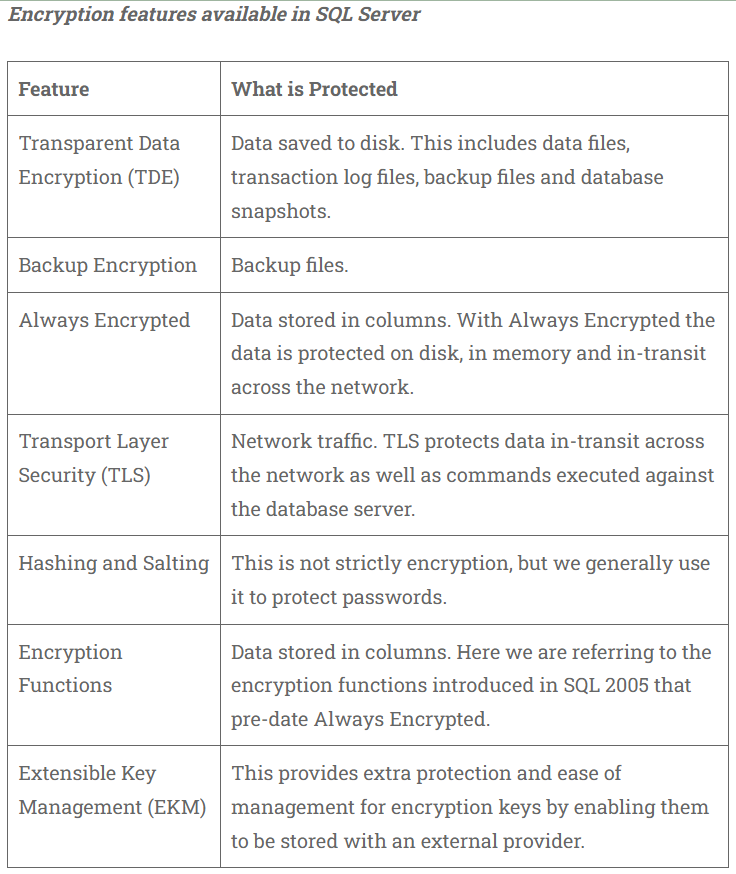 Encryption features available in SQL Server
Feature
What is Protected
Transparent Data
Encryption (TDE)
Data saved to disk. This includes data files,
transaction log files, backup files and database
snapshots.
Backup Encryption
Backup files.
Always Encrypted
Data stored in columns. With Always Encrypted the
data is protected on disk, in memory and in-transit
across the network.
Transport Layer
Security (TLS)
Network traffic. TLS protects data in-transit across
the network as well as commands executed against
the database server.
Hashing and Salting
This is not strictly encryption, but we generally use
it to protect passwords.
Encryption
Functions
Data stored in columns. Here we are referring to the
encryption functions introduced in SQL 2005 that
pre-date Always Encrypted.
Extensible Key
Management (EKM)
This provides extra protection and ease of
management for encryption keys by enabling them
to be stored with an external provider.